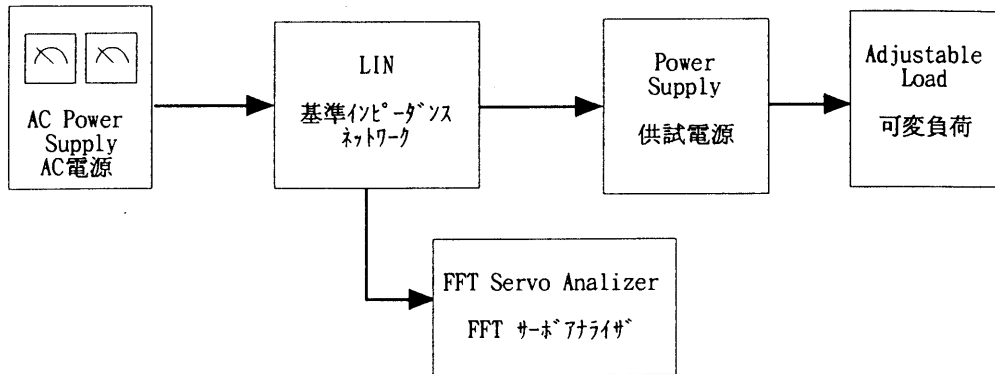 AC Power
Supply
AC電源
LIN
基準ｲﾝﾋﾟｰﾀﾞﾝｽ
ﾈｯﾄﾜｰｸ
Power
Supply
供試電源
Adjustable
Load
可変負荷
FFT Servo Analizer
FFT ｻｰﾎﾞｱﾅﾗｲｻﾞ